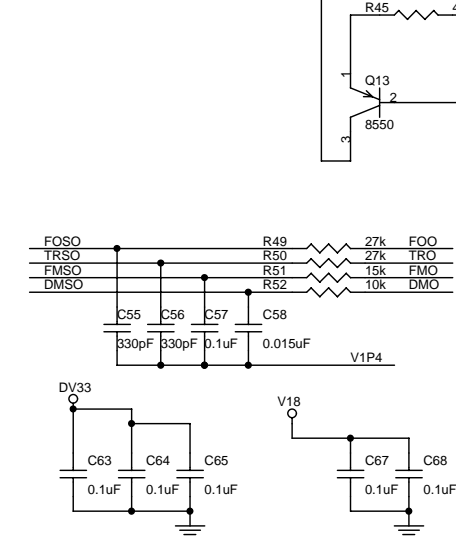 R45 4
1
Q13
2
8550
3
FOSO R49 27k FOO
TRSO R50 27k TRO
FMSO R51 15k FMO
DMSO R52 10k DMO
C55 C56 C57 C58
330pF 330pF 0.1uF 0.015uF
V1P4
DV33
V18
C63 C64 C65 C67 C68
0.1uF 0.1uF 0.1uF 0.1uF 0.1uF